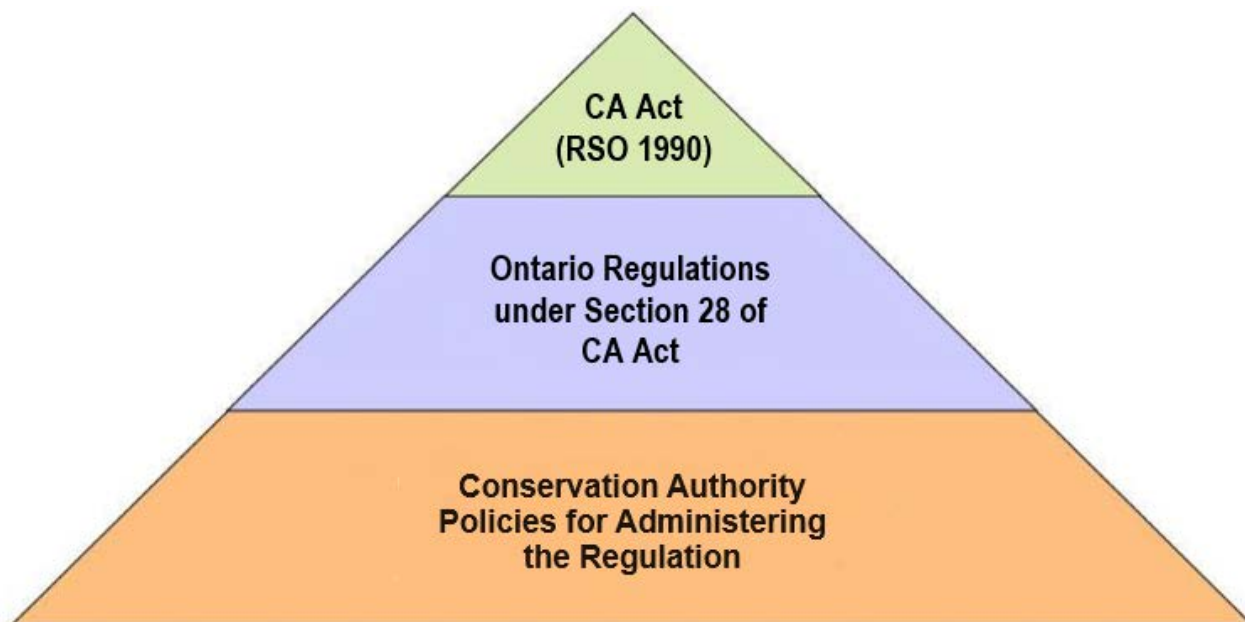 CA Act
(RSO 1990)
Ontario Regulations
under Section 28 of
CA Act
Conservation Authority
Policies for Administering
the Regulation